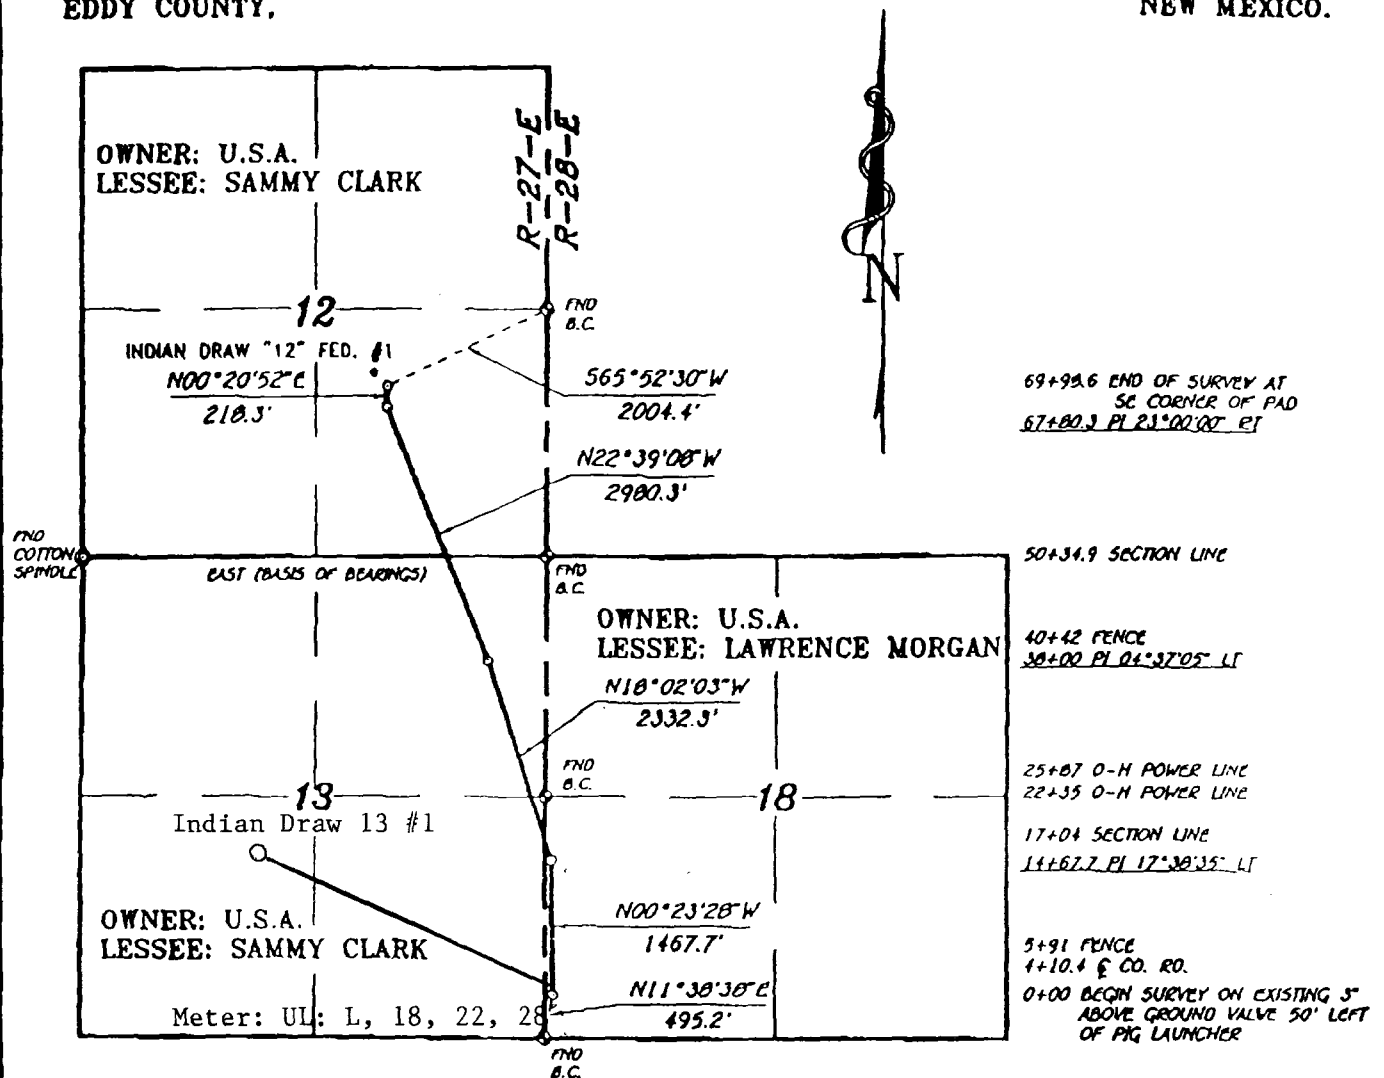 EDDY COUNTY,
NEW MEXICO.
OWNER: U.S.A.
LESSEE: SAMMY CLARK
R-27-E
R-28-E
N
12
FND
B.C.
INDIAN DRAW "12" FED. #1
N00°20'52"E
218.3'
S65°52'30"W
2004.4'
69+98.6 END OF SURVEY AT
SE CORNER OF PAD
67+80.3 PI 23°00'00" RT
N22°39'08"W
2980.3'
FND
COTTON
SPINDLE
EAST (BASIS OF BEARINGS)
FND
B.C.
50+34.9 SECTION LINE
OWNER: U.S.A.
LESSEE: LAWRENCE MORGAN
40+42 FENCE
38+00 PI 04°37'05" LT
N18°02'03"W
2332.3'
FND
B.C.
25+87 O-H POWER LINE
22+35 O-H POWER LINE
13
18
Indian Draw 13 #1
17+04 SECTION LINE
14+67.7 PI 17°38'35" LT
OWNER: U.S.A.
LESSEE: SAMMY CLARK
N00°23'28"W
1467.7'
5+91 FENCE
4+10.4 ℄ CO. RD.
N11°38'38"E
495.2'
0+00 BEGIN SURVEY ON EXISTING 3"
ABOVE GROUND VALVE 50' LEFT
OF PIG LAUNCHER
Meter: UL: L, 18, 22, 28
FND
B.C.